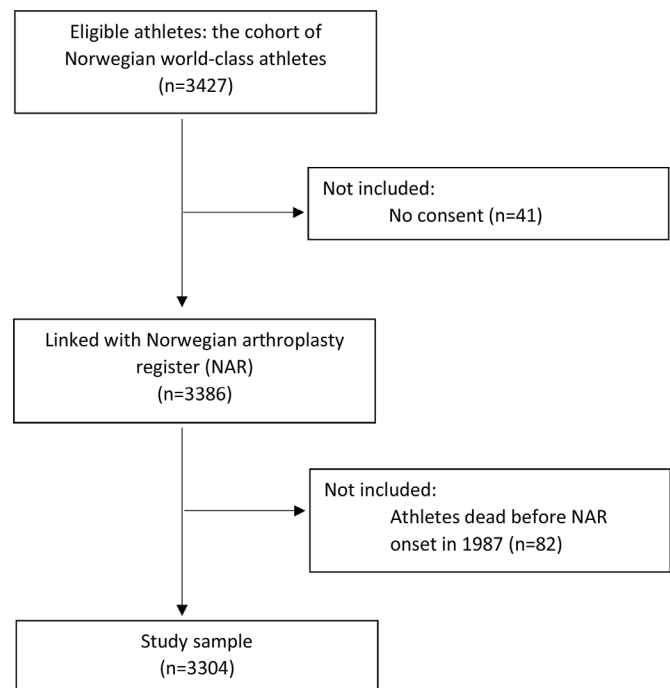 Eligible athletes: the cohort of
Norwegian world-class athletes
(n=3427)
Not included:
No consent (n=41)
Linked with Norwegian arthroplasty
register (NAR)
(n=3386)
Not included:
Athletes dead before NAR
onset in 1987 (n=82)
Study sample
(n=3304)